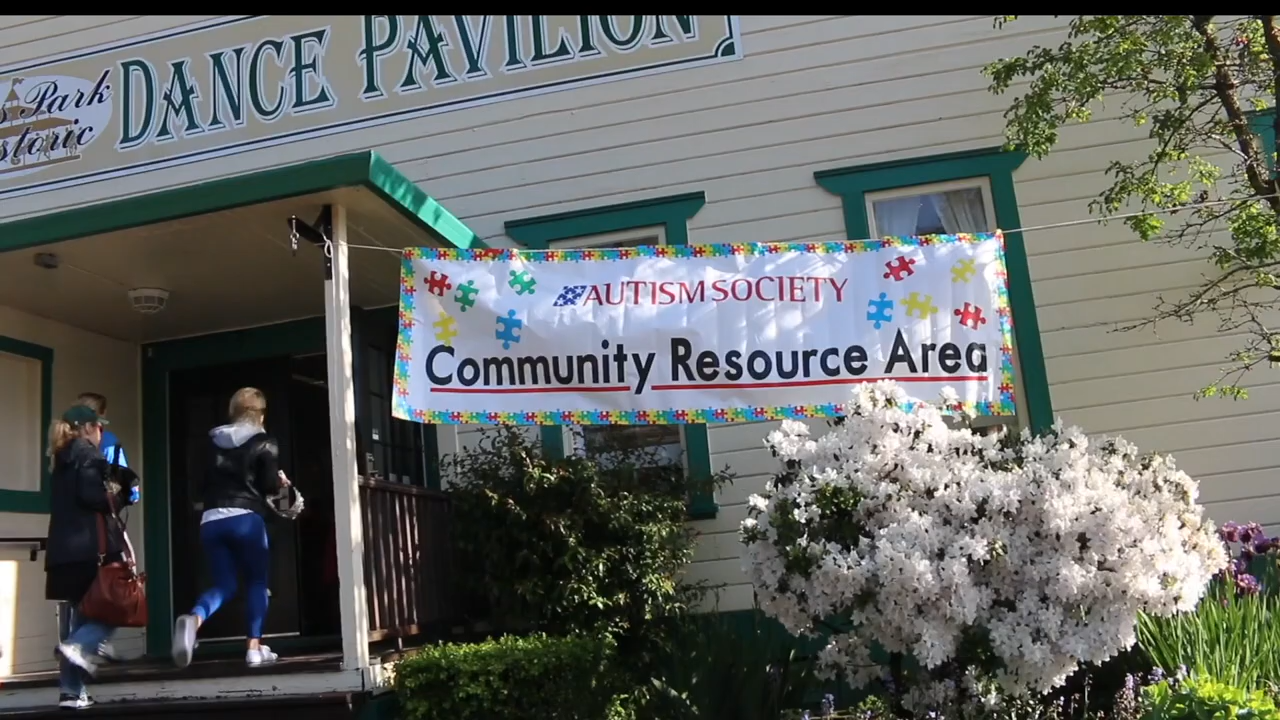 s Park
storic
DANCE PAVILION
AUTISM SOCIETY
Community Resource Area